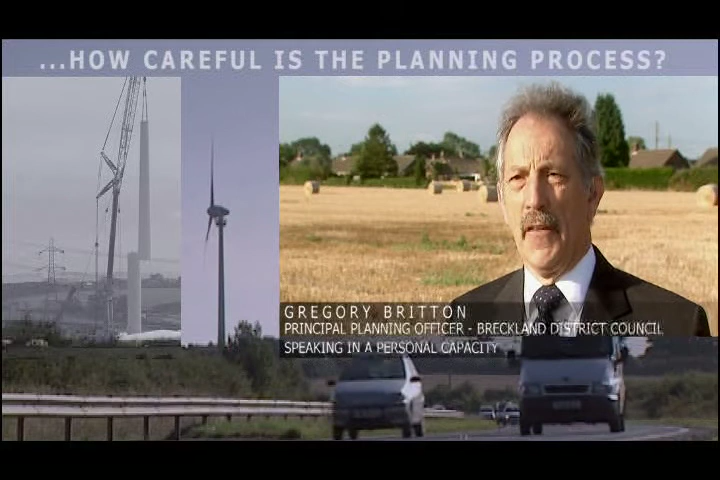 ...HOW CAREFUL IS THE PLANNING PROCESS?
GREGORY BRITTON
PRINCIPAL PLANNING OFFICER - BRECKLAND DISTRICT COUNCIL
SPEAKING IN A PERSONAL CAPACITY